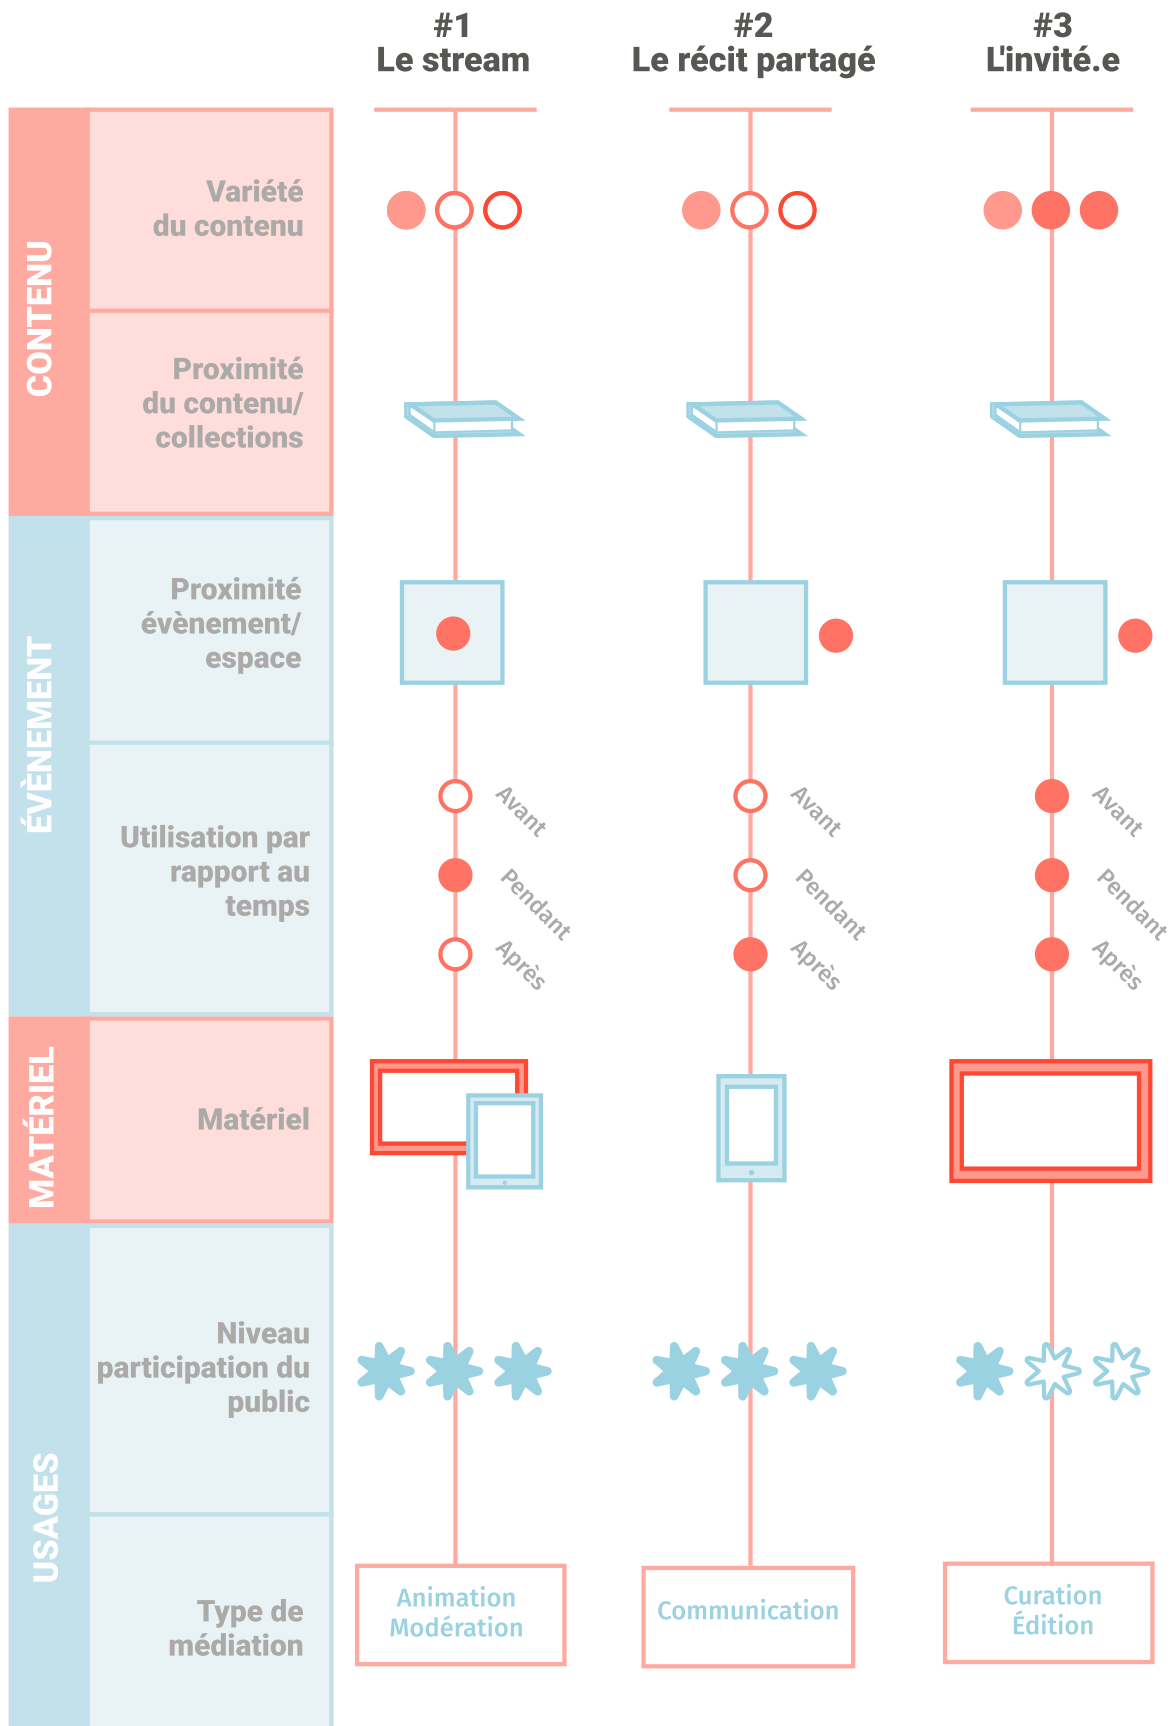 #1
Le stream
#2
Le récit partagé
#3
L'invité.e
CONTENU
Variété
du contenu
Proximité
du contenu/
collections
ÉVÈNEMENT
Proximité
évènement/
espace
Utilisation par
rapport au
temps
Avant
Pendant
Après
Avant
Pendant
Après
Avant
Pendant
Après
MATÉRIEL
Matériel
USAGES
Niveau
participation du
public
Type de
médiation
Animation
Modération
Communication
Curation
Édition